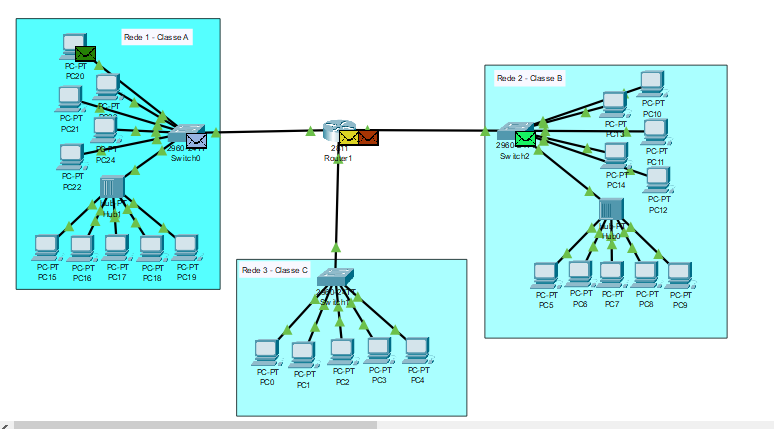 Rede 1 - Classe A
PC-PT
PC20
PC-PT
PC21
PC-PT
PC24
PC-PT
PC22
2960-24TT
Switch0
Hub-PT
Hub1
PC-PT
PC15
PC-PT
PC16
PC-PT
PC17
PC-PT
PC18
PC-PT
PC19
2811
Router1
Rede 2 - Classe B
PC-PT
PC10
PC-PT
PC13
PC-PT
PC11
PC-PT
PC14
PC-PT
PC12
Switch2
Hub-PT
Hub0
PC-PT
PC5
PC-PT
PC6
PC-PT
PC7
PC-PT
PC8
PC-PT
PC9
Rede 3 - Classe C
2960-24TT
Switch1
PC-PT
PC0
PC-PT
PC1
PC-PT
PC2
PC-PT
PC3
PC-PT
PC4